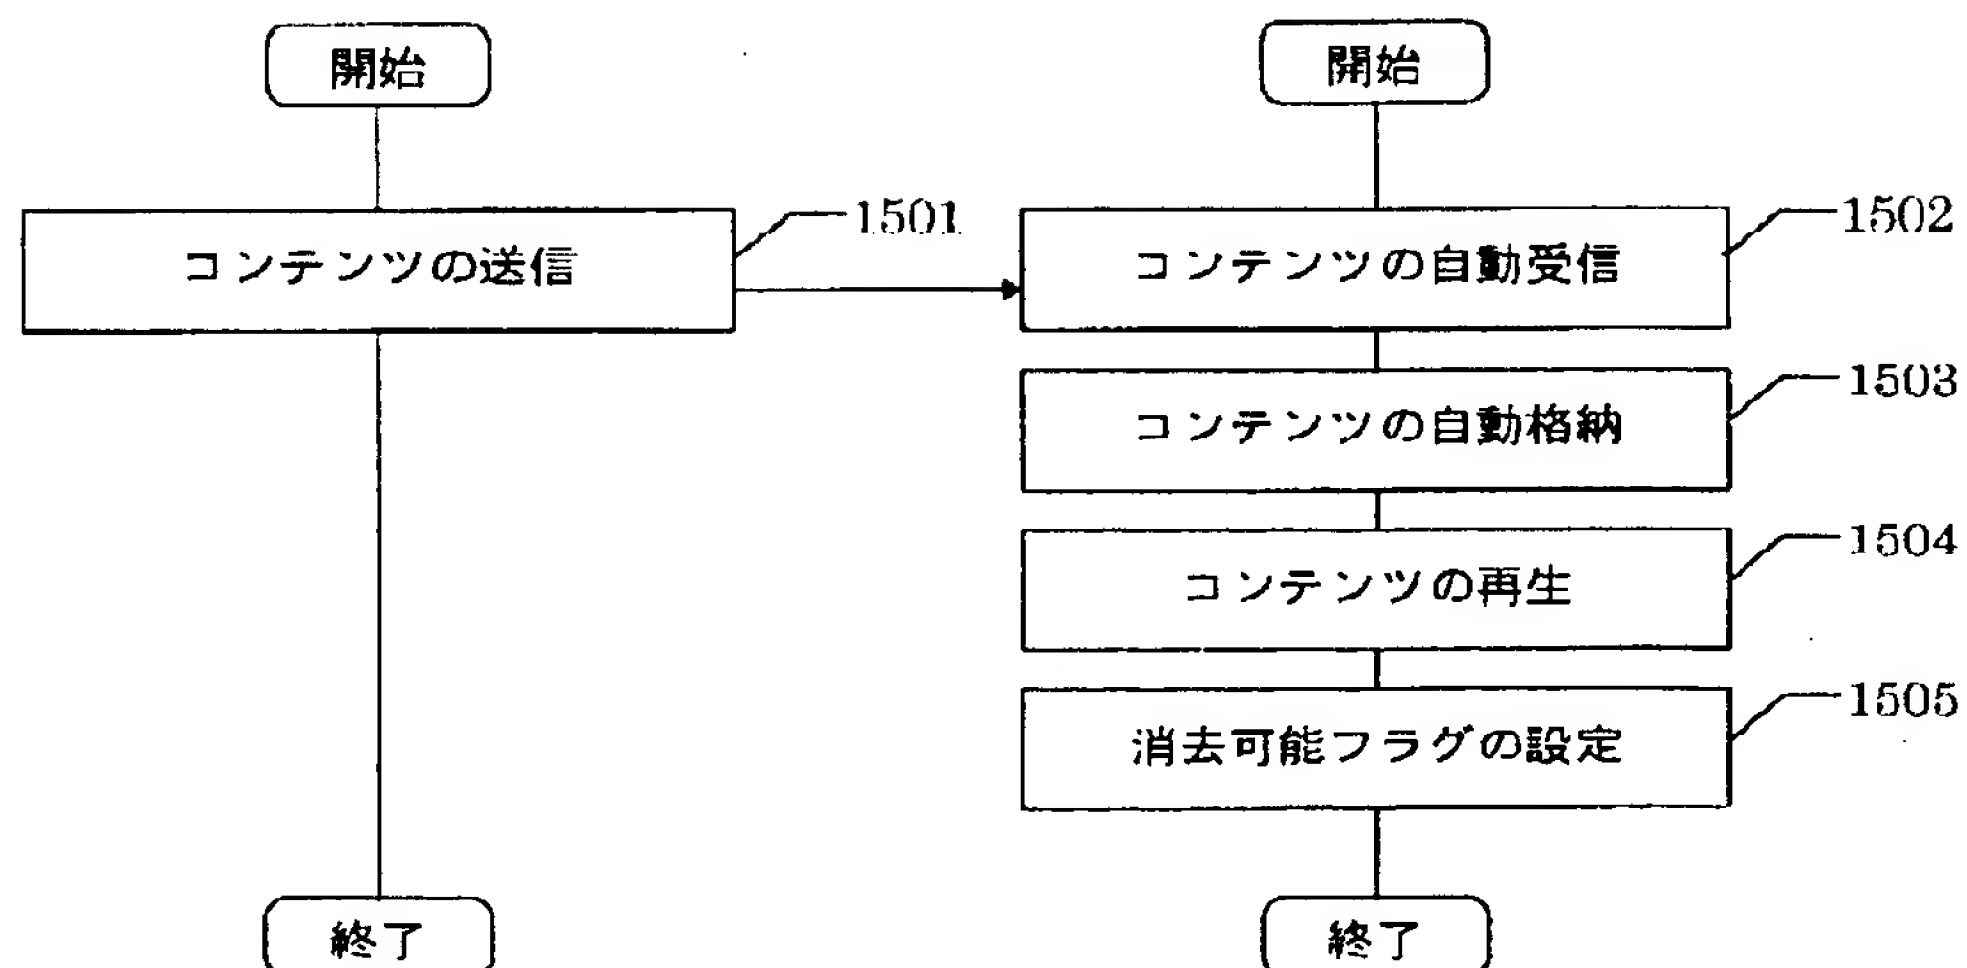 開始
コンテンツの送信
1501
終了
開始
コンテンツの自動受信
1502
コンテンツの自動格納
1503
コンテンツの再生
1504
消去可能フラグの設定
1505
終了